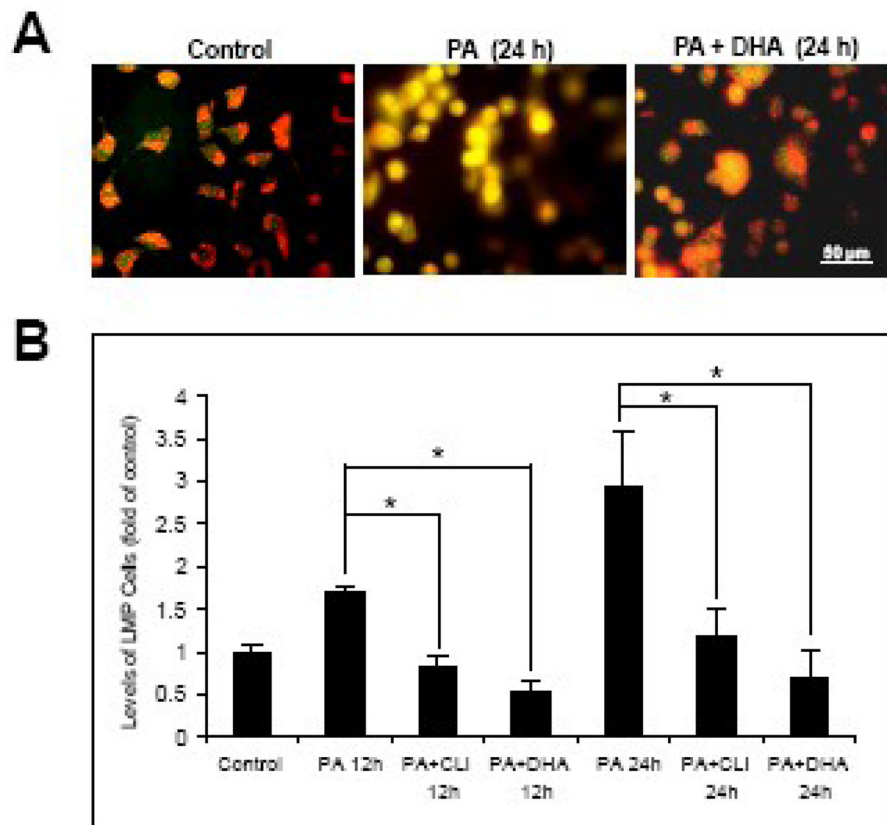 A
Control
PA (24 h)
PA + DHA (24 h)
50 µm
B
Levels of LMP Cells (fold of control)
4
3.5
3
2.5
2
1.5
1
0.5
0
*
*
*
*
Control
PA 12h
PA+CLI
12h
PA+DHA
12h
PA 24h
PA+CLI
24h
PA+DHA
24h